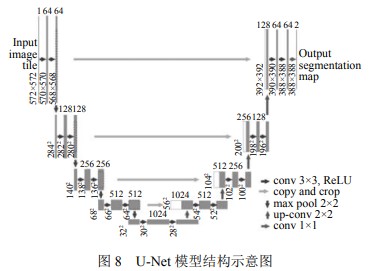 1 64 64
128 64 64 2
Input
image
tile
572×572
570×570
568×568
392×392
390×390
388×388
388×388
Output
segmentation
map
128 128
284²
282²
280²
256 128
200²
198²
196²
256 256
140²
138²
136²
512 256
104²
102²
100²
512 512
68²
66²
64²
1024 512
56²
54²
52²
1024
32²
30²
28²
conv 3×3, ReLU
copy and crop
max pool 2×2
up-conv 2×2
conv 1×1
图 8 U-Net 模型结构示意图